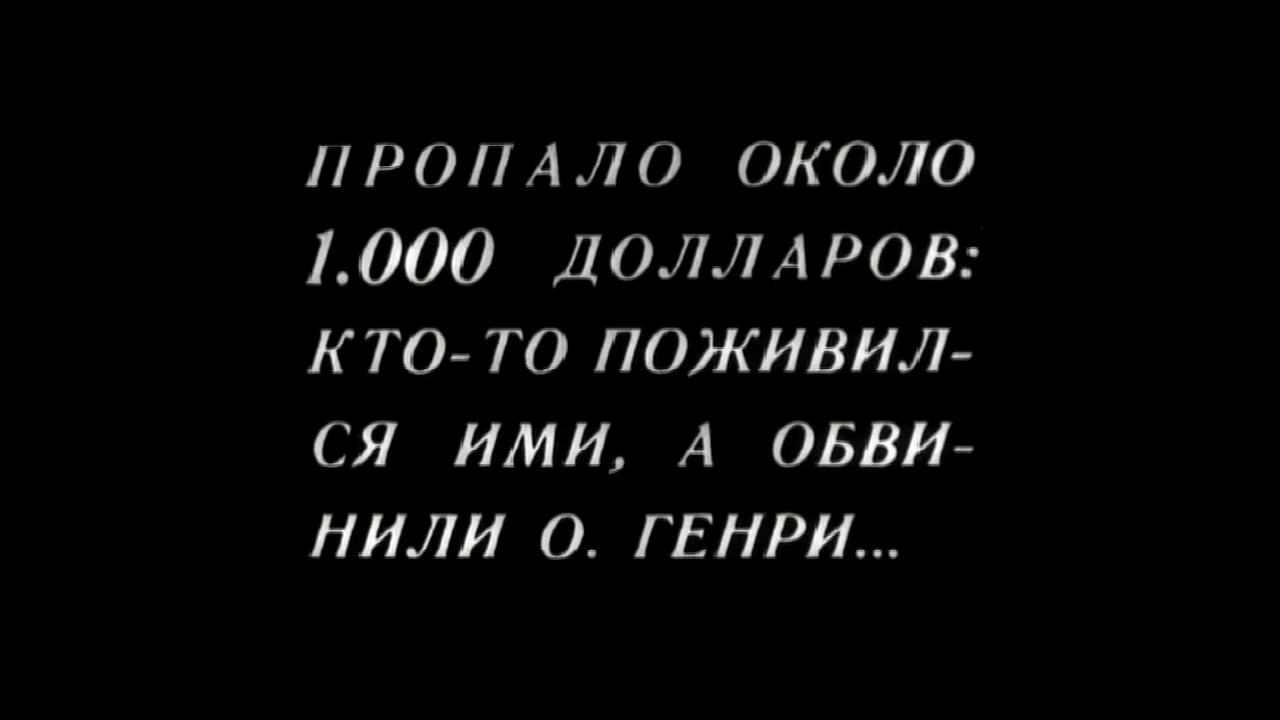 ПРОПАЛО ОКОЛО
1.000 ДОЛЛАРОВ:
КТО-ТО ПОЖИВИЛ-
СЯ ИМИ, А ОБВИ-
НИЛИ О. ГЕНРИ...